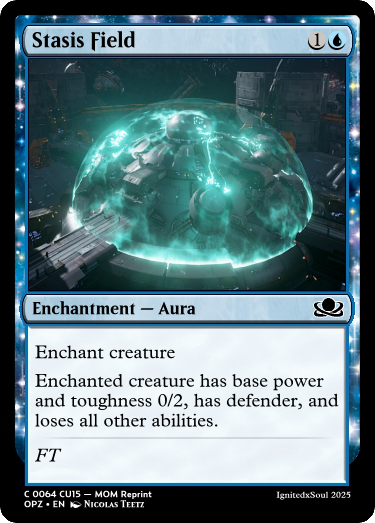 Stasis Field 1
Enchantment — Aura
Enchant creature
Enchanted creature has base power
and toughness 0/2, has defender, and
loses all other abilities.
FT
C 0064 CU15 — MOM Reprint
OPZ • EN Nicolas Teetz
IgnitedxSoul 2025